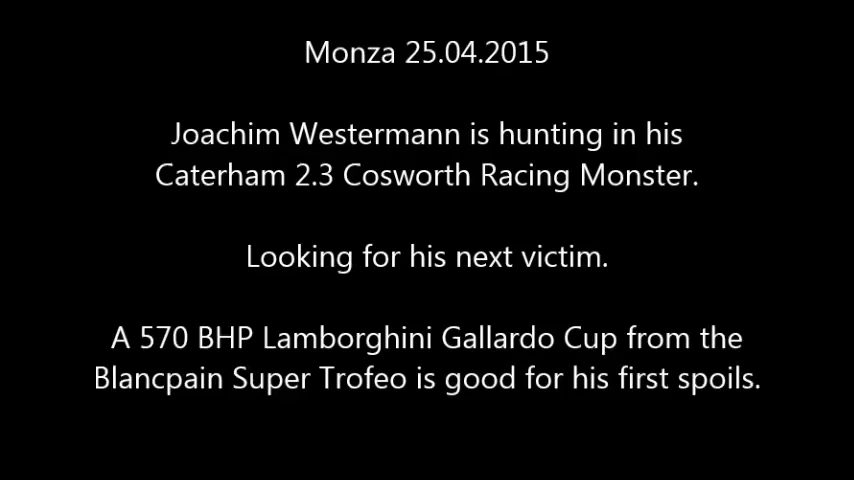 Monza 25.04.2015
Joachim Westermann is hunting in his
Caterham 2.3 Cosworth Racing Monster.
Looking for his next victim.
A 570 BHP Lamborghini Gallardo Cup from the
Blancpain Super Trofeo is good for his first spoils.